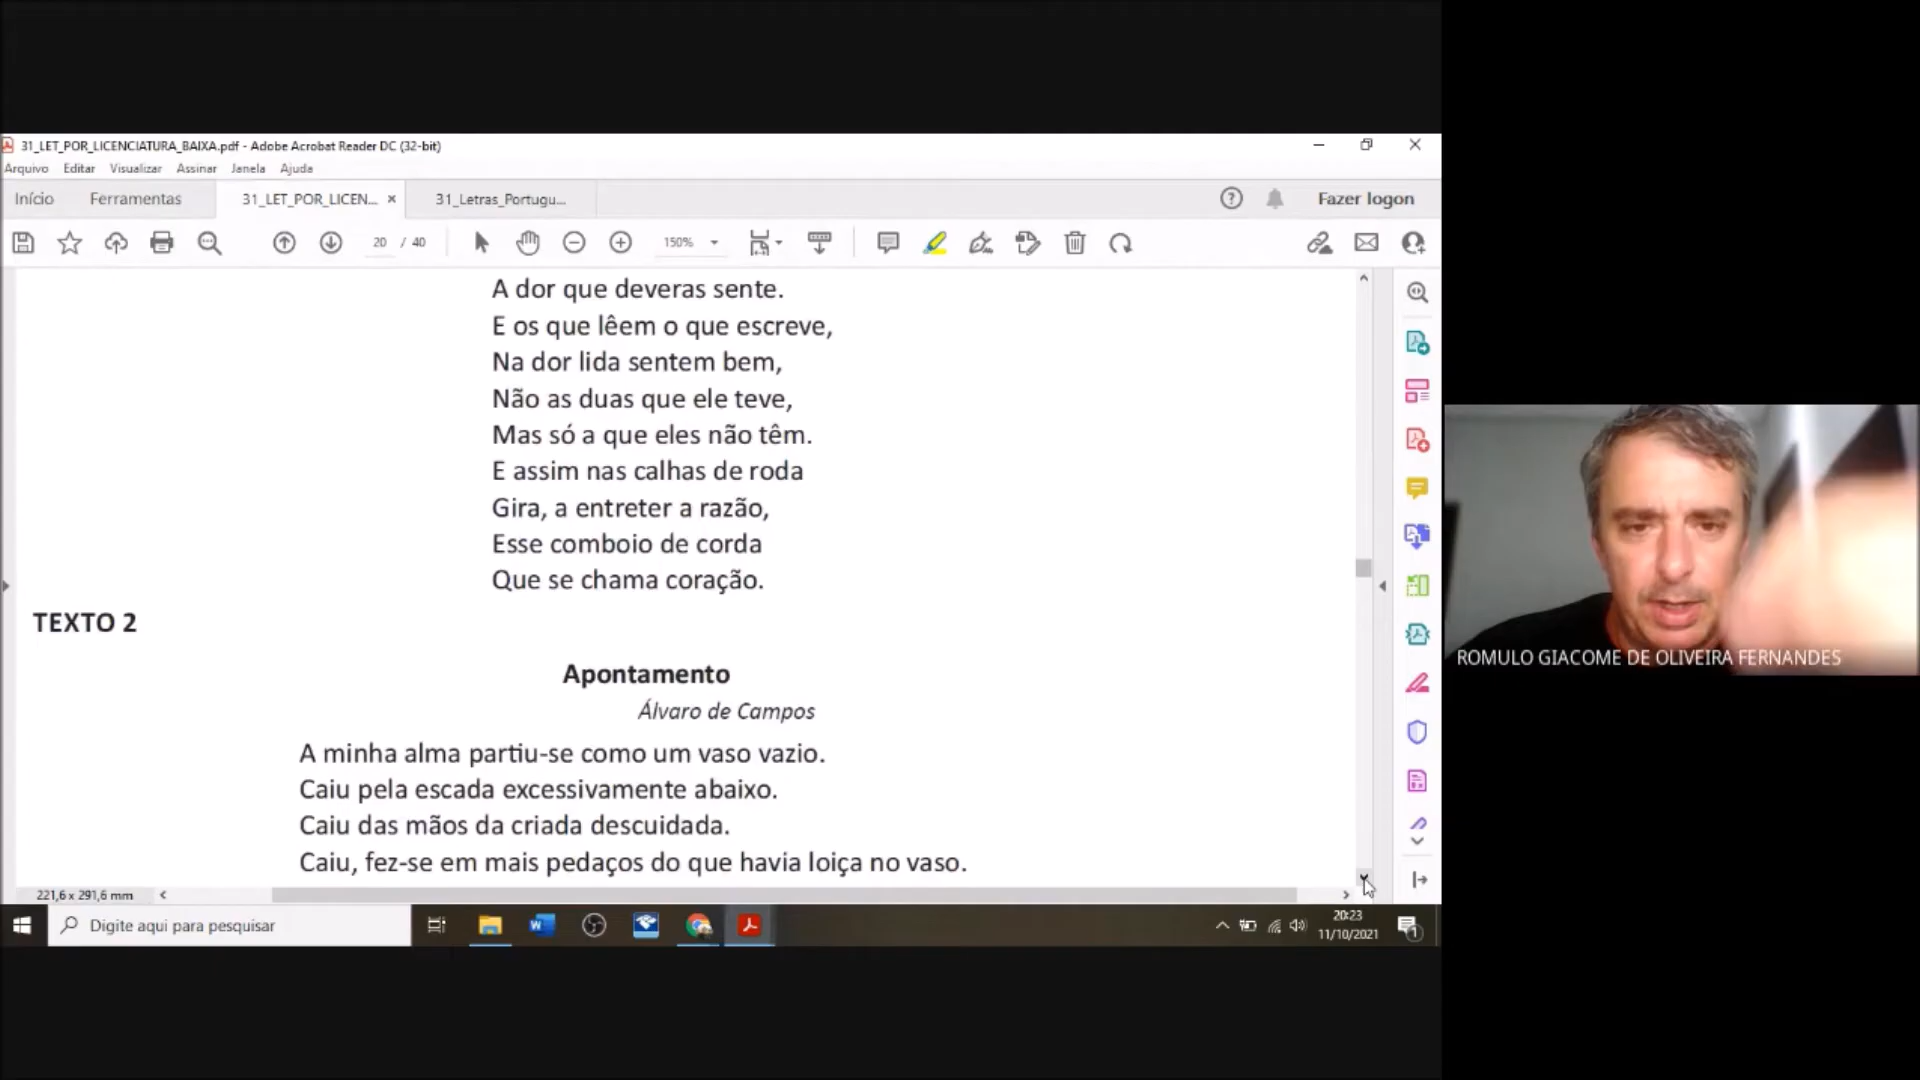 31_LET_POR_LICENCIATURA_BAIXA.pdf - Adobe Acrobat Reader DC (32-bit)
Arquivo Editar Visualizar Assinar Janela Ajuda
Início Ferramentas 31_LET_POR_LICEN... × 31_Letras_Portugu... Fazer logon
20 / 40 150%
A dor que deveras sente.
E os que lêem o que escreve,
Na dor lida sentem bem,
Não as duas que ele teve,
Mas só a que eles não têm.
E assim nas calhas de roda
Gira, a entreter a razão,
Esse comboio de corda
Que se chama coração.
TEXTO 2
Apontamento
Álvaro de Campos
A minha alma partiu-se como um vaso vazio.
Caiu pela escada excessivamente abaixo.
Caiu das mãos da criada descuidada.
Caiu, fez-se em mais pedaços do que havia loiça no vaso.
221,6 x 291,6 mm
Digite aqui para pesquisar
20:23
11/10/2021
1
ROMULO GIACOME DE OLIVEIRA FERNANDES